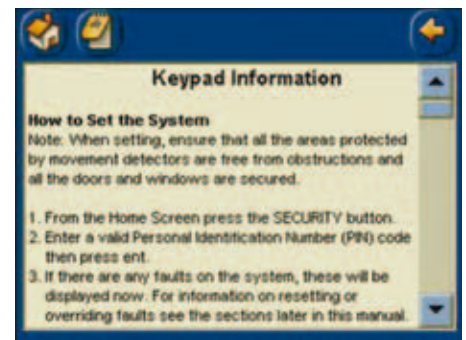 Keypad Information
How to Set the System
Note: When setting, ensure that all the areas protected
by movement detectors are free from obstructions and
all the doors and windows are secured.
1. From the Home Screen press the SECURITY button.
2. Enter a valid Personal Identification Number (PIN) code
then press ent.
3. If there are any faults on the system, these will be
displayed now. For information on resetting or
overriding faults see the sections later in this manual.